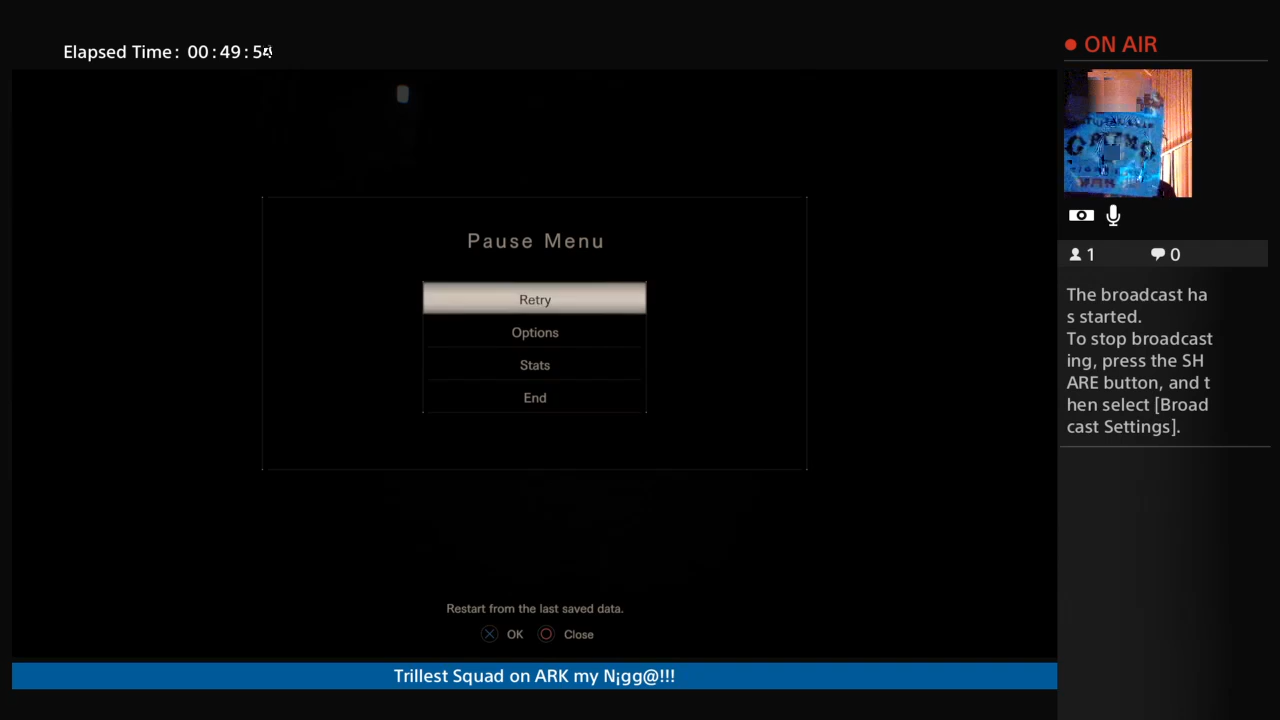 Elapsed Time: 00:49:5
ON AIR
1
0
Pause Menu
Retry
Options
Stats
End
Restart from the last saved data.
OK Close
The broadcast ha
s started.
To stop broadcast
ing, press the SH
ARE button, and t
hen select [Broad
cast Settings].
Trillest Squad on ARK my N¡gg@!!!